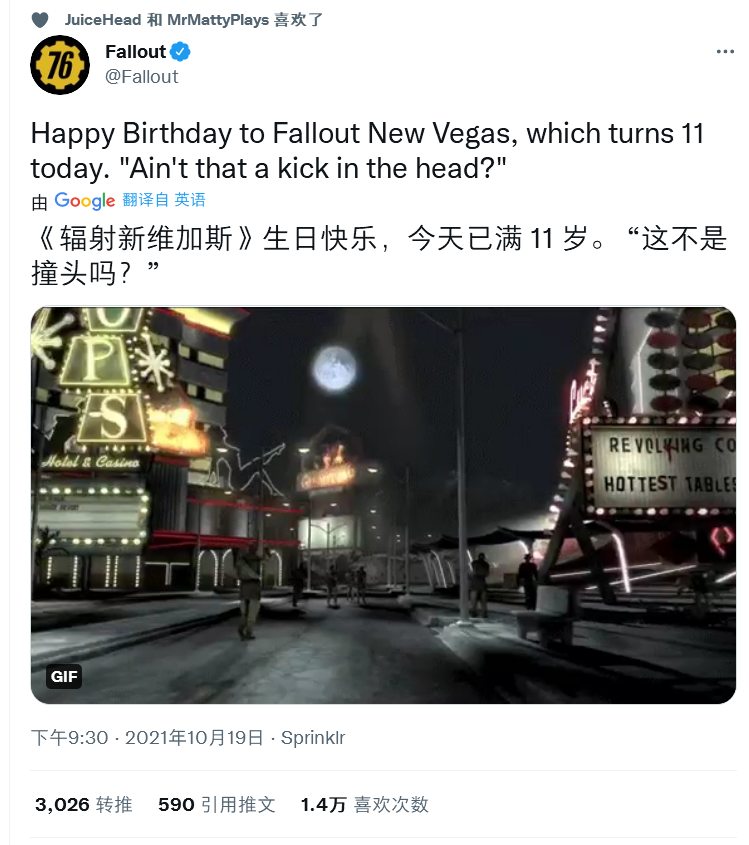 JuiceHead 和 MrMattyPlays 喜欢了
76
Fallout
@Fallout
Happy Birthday to Fallout New Vegas, which turns 11
today. "Ain't that a kick in the head?"
由 Google 翻译自 英语
《辐射新维加斯》生日快乐，今天已满 11 岁。“这不是
撞头吗？”
P
S
Hotel & Casino
REVOLVING CO
HOTTEST TABLES
GIF
下午9:30 · 2021年10月19日 · Sprinklr
3,026 转推 590 引用推文 1.4万 喜欢次数